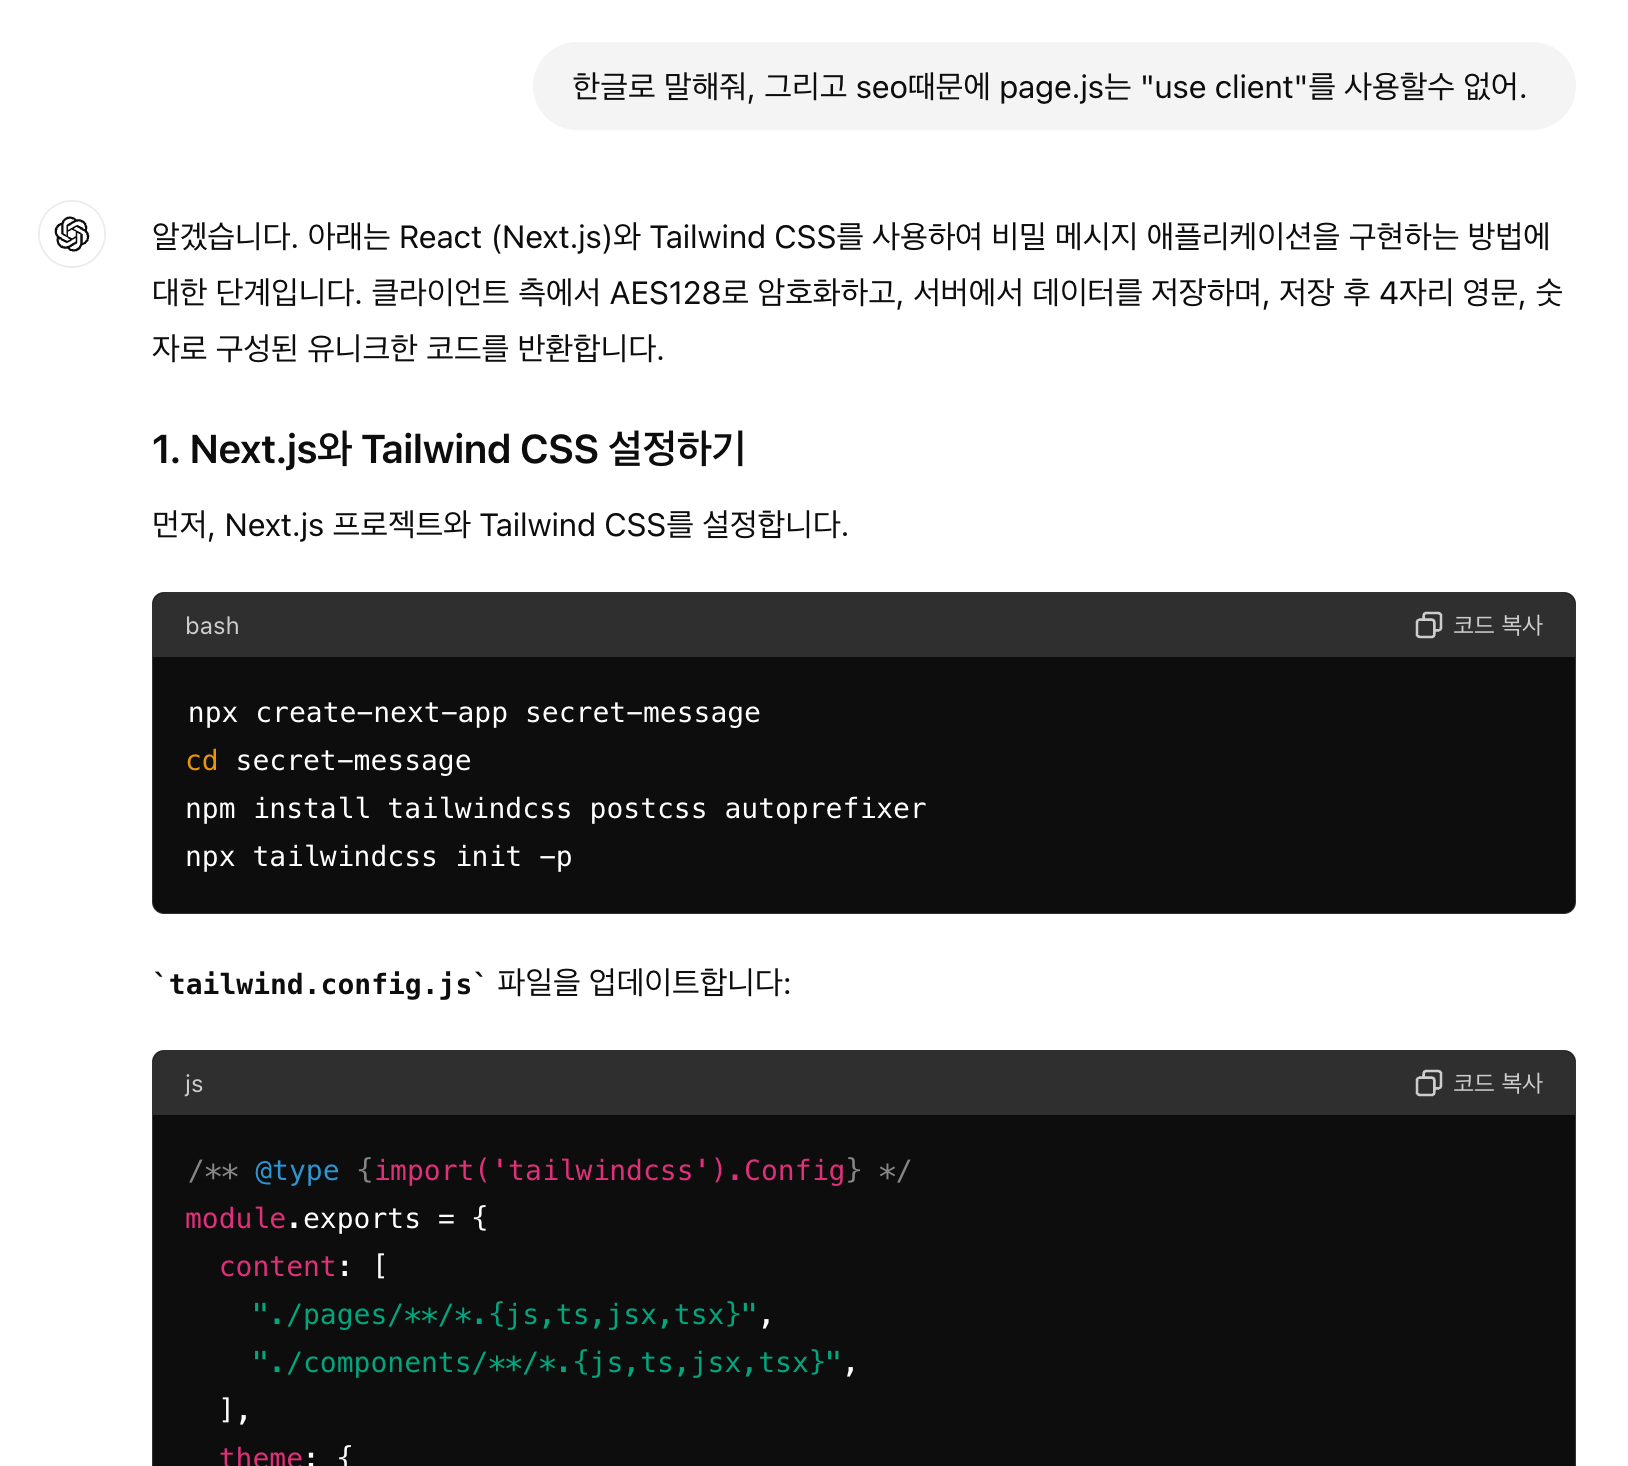 한글로 말해줘, 그리고 seo때문에 page.js는 "use client"를 사용할수 없어.
알겠습니다. 아래는 React (Next.js)와 Tailwind CSS를 사용하여 비밀 메시지 애플리케이션을 구현하는 방법에
대한 단계입니다. 클라이언트 측에서 AES128로 암호화하고, 서버에서 데이터를 저장하며, 저장 후 4자리 영문, 숫
자로 구성된 유니크한 코드를 반환합니다.
1. Next.js와 Tailwind CSS 설정하기
먼저, Next.js 프로젝트와 Tailwind CSS를 설정합니다.
bash 코드 복사
npx create-next-app secret-message
cd secret-message
npm install tailwindcss postcss autoprefixer
npx tailwindcss init -p
`tailwind.config.js` 파일을 업데이트합니다:
js 코드 복사
/** @type {import('tailwindcss').Config} */
module.exports = {
  content: [
    "./pages/**/*.{js,ts,jsx,tsx}",
    "./components/**/*.{js,ts,jsx,tsx}",
  ],
  theme: {